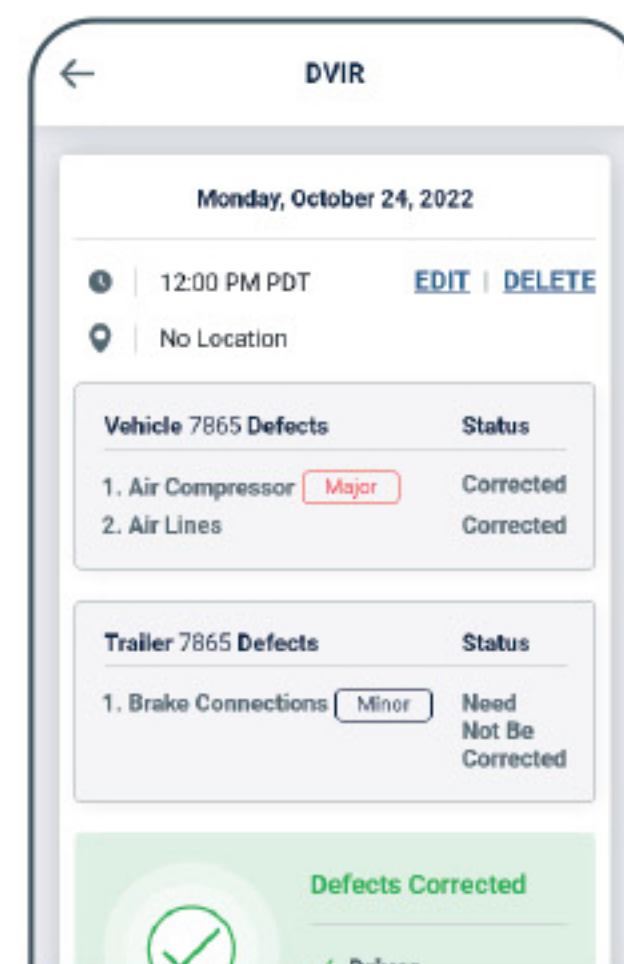 DVIR
Monday, October 24, 2022
12:00 PM PDT EDIT | DELETE
No Location
Vehicle 7865 Defects Status
1. Air Compressor Major Corrected
2. Air Lines Corrected
Trailer 7865 Defects Status
1. Brake Connections Minor Need
Not Be
Corrected
Defects Corrected